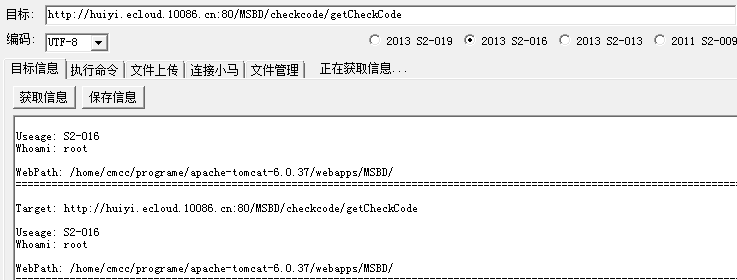 目标: http://huiyi.ecloud.10086.cn:80/MSBD/checkcode/getCheckCode
编码: UTF-8 2013 S2-019 2013 S2-016 2013 S2-013 2011 S2-009
目标信息 执行命令 文件上传 连接小马 文件管理 正在获取信息...
获取信息 保存信息
Useage: S2-016
Whoami: root
WebPath: /home/cmcc/programe/apache-tomcat-6.0.37/webapps/MSBD/
================================================================================
Target: http://huiyi.ecloud.10086.cn:80/MSBD/checkcode/getCheckCode
Useage: S2-016
Whoami: root
WebPath: /home/cmcc/programe/apache-tomcat-6.0.37/webapps/MSBD/
================================================================================